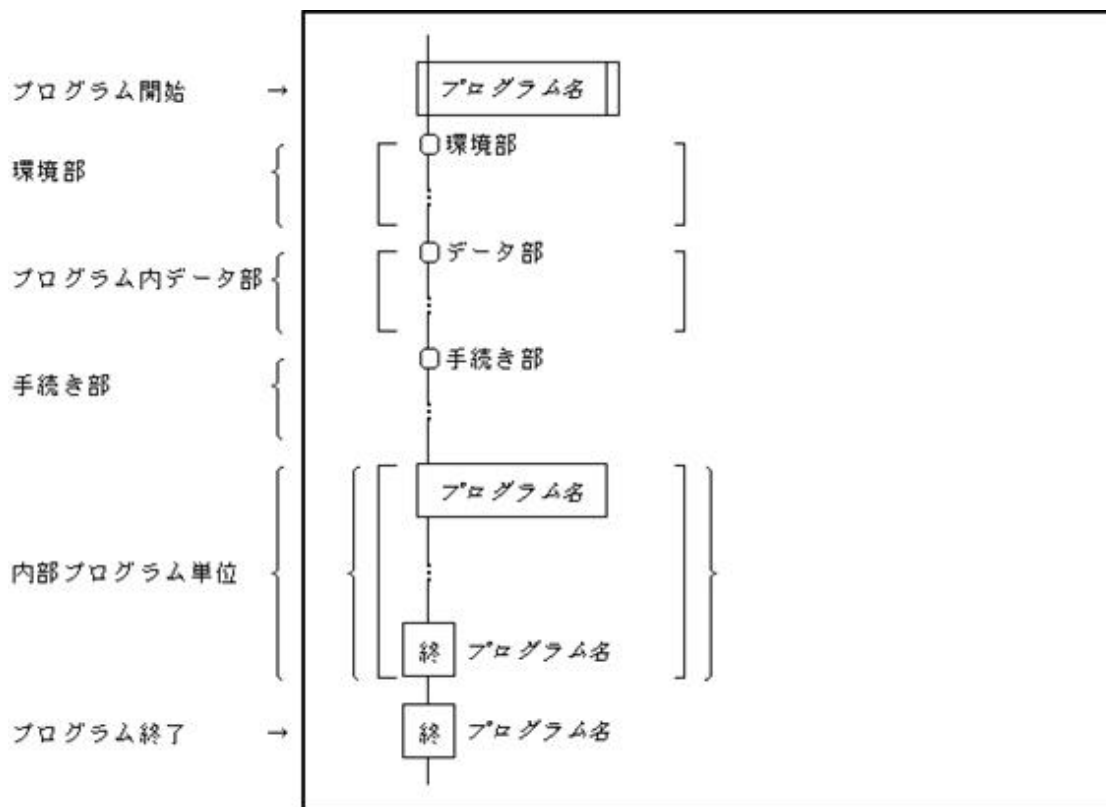 プログラム開始 → プログラム名
環境部
環境部
データ部
プログラム内データ部
手続き部
手続き部
プログラム名
内部プログラム単位
終 プログラム名
プログラム終了 → 終 プログラム名